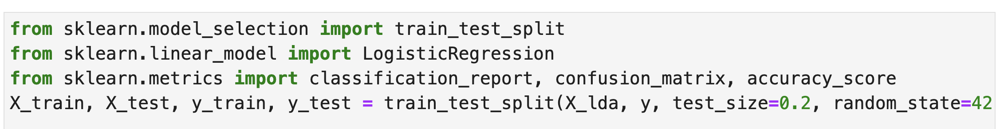 from sklearn.model_selection import train_test_split
from sklearn.linear_model import LogisticRegression
from sklearn.metrics import classification_report, confusion_matrix, accuracy_score
X_train, X_test, y_train, y_test = train_test_split(X_lda, y, test_size=0.2, random_state=42